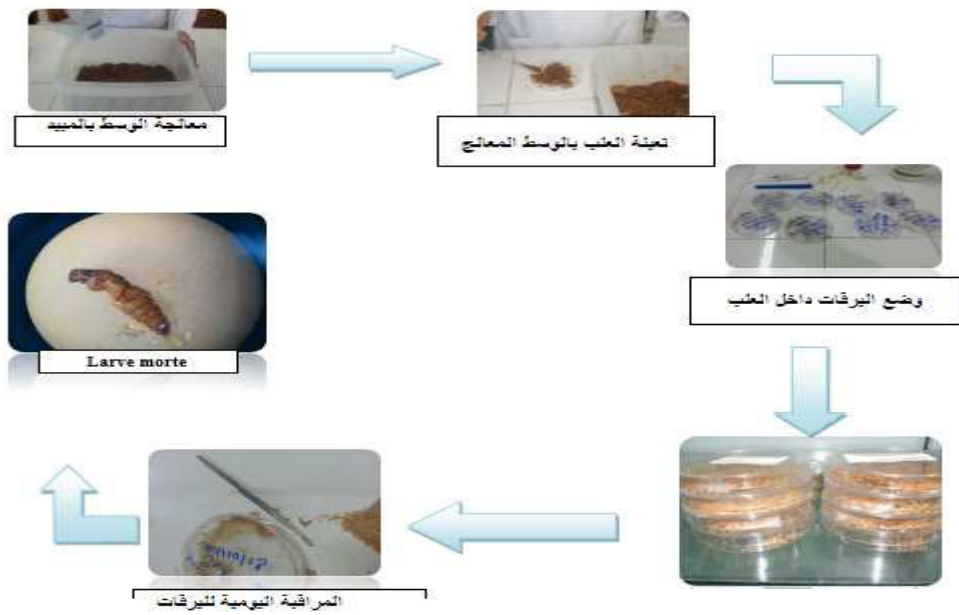 معالجة الوسط بالمبيد
تعبئة العلب بالوسط المعالج
وضع اليرقات داخل العلب
المراقبة اليومية لليرقات
Larve morte